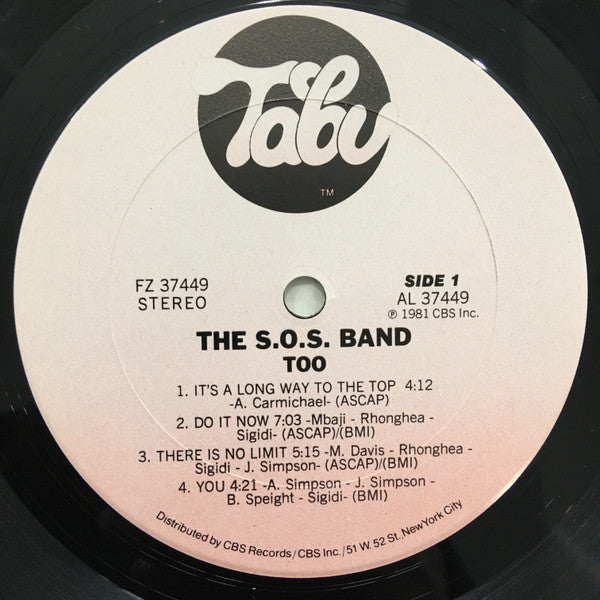 Tabu
TM
FZ 37449
STEREO
SIDE 1
AL 37449
℗ 1981 CBS Inc.
THE S.O.S. BAND
TOO
1. IT'S A LONG WAY TO THE TOP 4:12
-A. Carmichael- (ASCAP)
2. DO IT NOW 7:03 -Mbaji - Rhonghea -
Sigidi- (ASCAP)/(BMI)
3. THERE IS NO LIMIT 5:15 -M. Davis - Rhonghea -
Sigidi - J. Simpson- (ASCAP)/(BMI)
4. YOU 4:21 -A. Simpson - J. Simpson -
B. Speight - Sigidi- (BMI)
Distributed by CBS Records/CBS Inc./51 W. 52 St., New York City